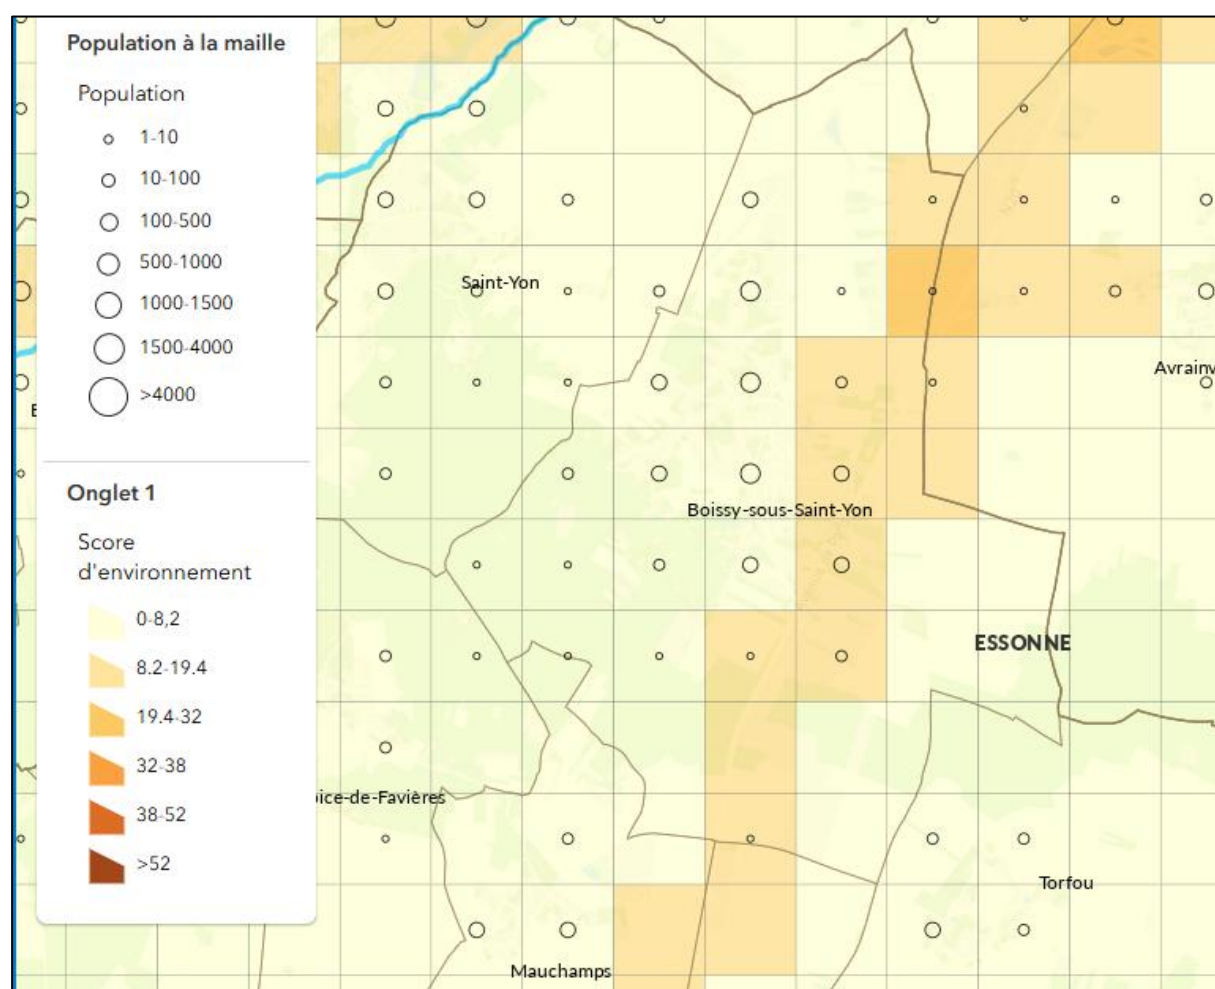 Population à la maille
Population
1-10
10-100
100-500
500-1000
1000-1500
1500-4000
>4000
Onglet 1
Score
d'environnement
0-8,2
8.2-19.4
19.4-32
32-38
38-52
>52
Saint-Yon
Avrainv
Boissy-sous-Saint-Yon
ESSONNE
ice-de-Favières
Torfou
Mauchamps